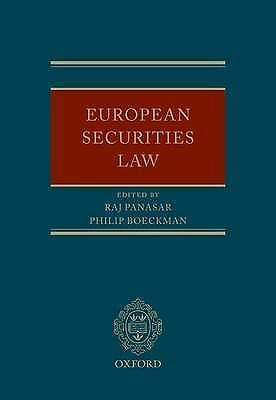 EUROPEAN
SECURITIES
LAW
EDITED BY
RAJ PANASAR
PHILIP BOECKMAN
OXFORD